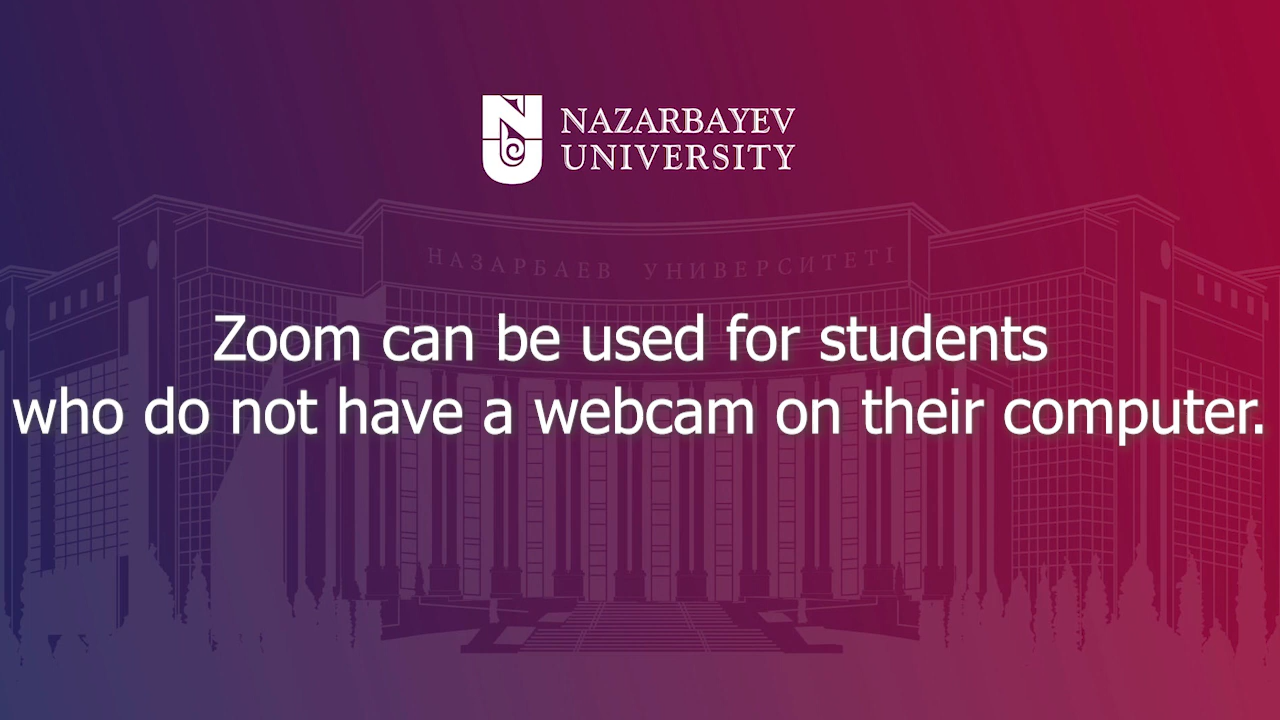 NAZARBAYEV
UNIVERSITY
НАЗАРБАЕВ УНИВЕРСИТЕТІ
Zoom can be used for students
who do not have a webcam on their computer.